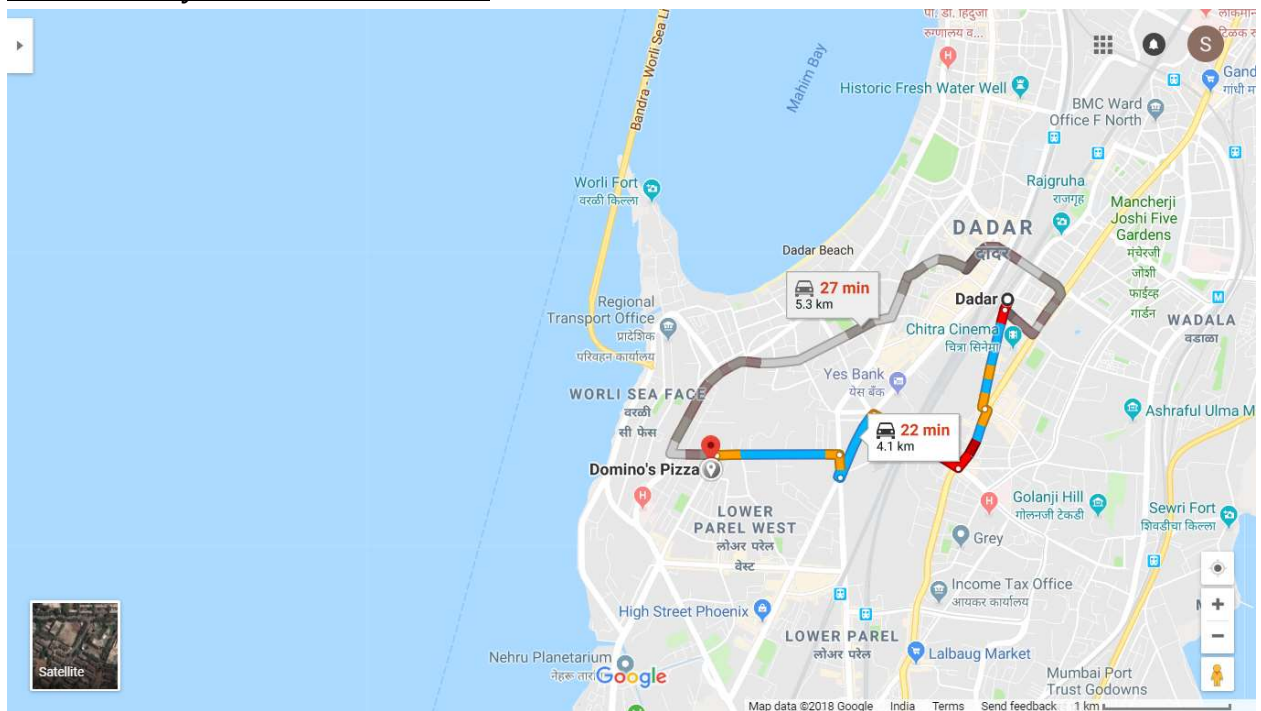 पी. डी. हिंदुजा
रुग्णालय व...
लोकमान
टिळक रु
Bandra - Worli Sea Li
Mahim Bay
S
Historic Fresh Water Well
Gand
गांधी म
BMC Ward
Office F North
Worli Fort
वरळी किल्ला
Rajgruha
राजगृह
Mancherji
Joshi Five
Gardens
मंचेरजी
जोशी
फाईव्ह
गार्डन
DADAR
दादर
Dadar Beach
27 min
5.3 km
Dadar
Regional
Transport Office
प्रादेशिक
परिवहन कार्यालय
Chitra Cinema
चित्रा सिनेमा
WADALA
वडाळा
Yes Bank
येस बँक
WORLI SEA FACE
वरळी
सी फेस
22 min
4.1 km
Ashraful Ulma M
Domino's Pizza
Golanji Hill
गोलनजी टेकडी
LOWER
PAREL WEST
लोअर परेल
वेस्ट
Sewri Fort
शिवडीचा किल्ला
Grey
Income Tax Office
आयकर कार्यालय
High Street Phoenix
LOWER PAREL
लोअर परेल
Lalbaug Market
Nehru Planetarium
नेहरू तारा
Google
Mumbai Port
Trust Godowns
Satellite
Map data ©2018 Google India Terms Send feedback 1 km